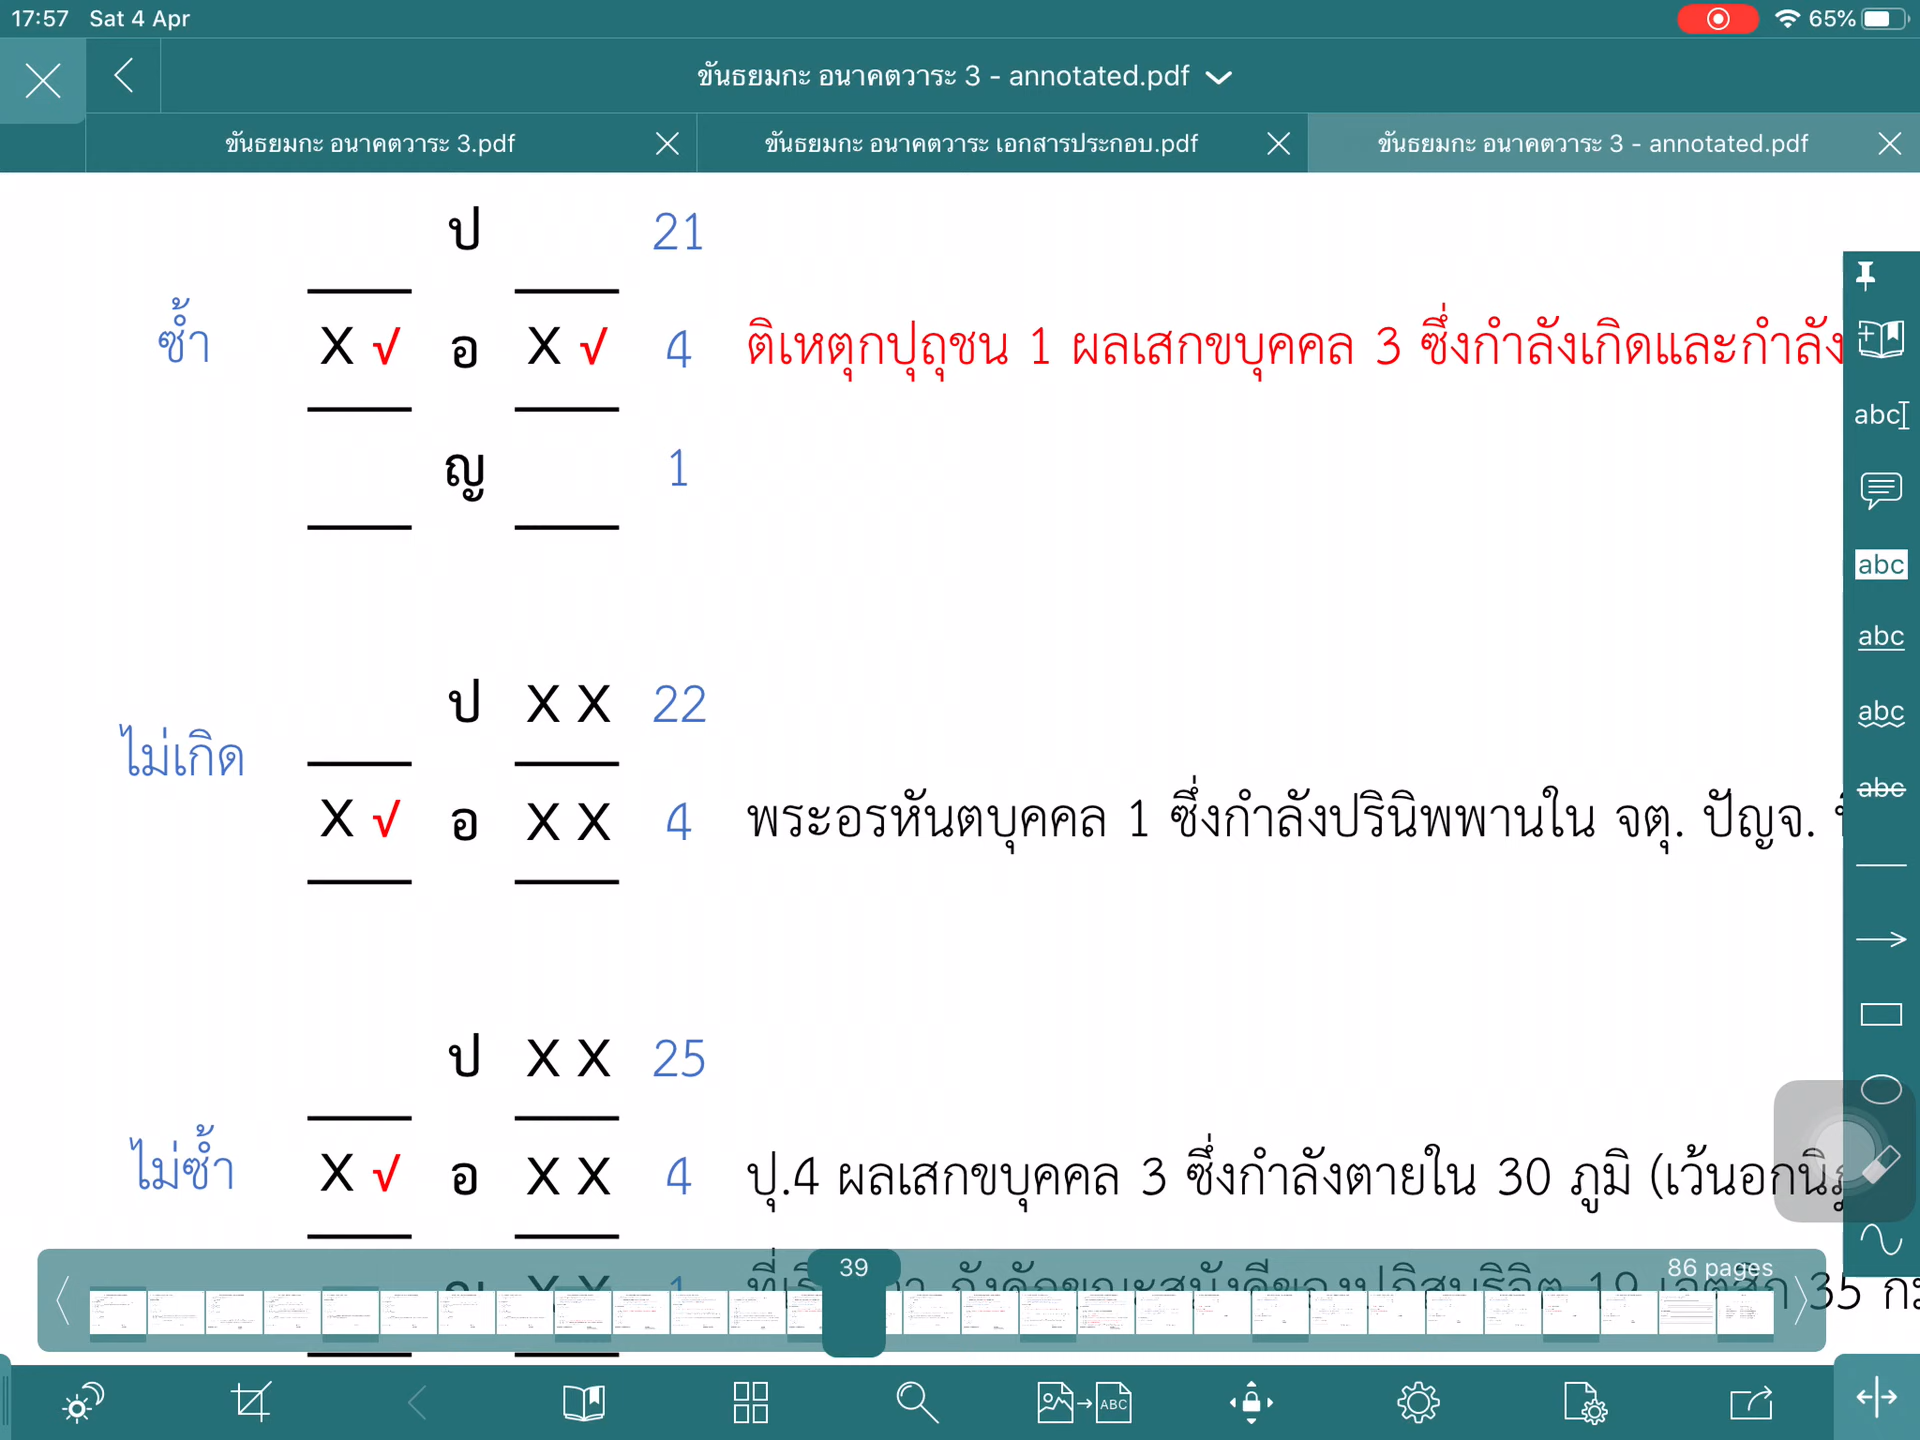 17:57 Sat 4 Apr 65%
ขันธยมกะ อนาคตวาระ 3 - annotated.pdf
ขันธยมกะ อนาคตวาระ 3.pdf
ขันธยมกะ อนาคตวาระ เอกสารประกอบ.pdf
ขันธยมกะ อนาคตวาระ 3 - annotated.pdf
ป 21
ซ้ำ X √ อ X √ 4 ติเหตุกปุถุชน 1 ผลเสกขบุคคล 3 ซึ่งกำลังเกิดและกำลัง
ญ 1
ป X X 22
ไม่เกิด
X √ อ X X 4 พระอรหันตบุคคล 1 ซึ่งกำลังปรินิพพานใน จตุ. ปัญจ.
ป X X 25
ไม่ซ้ำ X √ อ X X 4 ปุ.4 ผลเสกขบุคคล 3 ซึ่งกำลังตายใน 30 ภูมิ (เว้นอกนิฏ
39
86 pages
35
abc
abc
abc
abc
abc
ABC